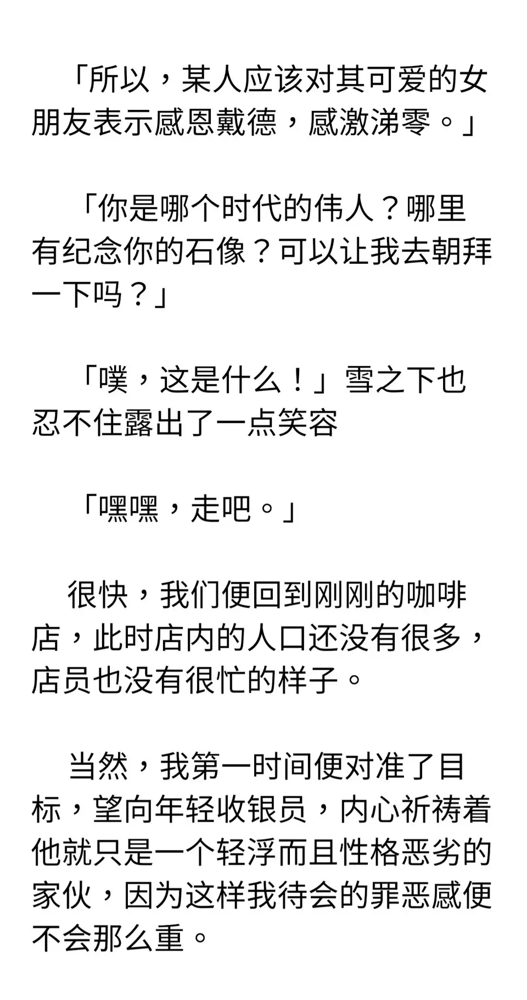 「所以，某人应该对其可爱的女
朋友表示感恩戴德，感激涕零。」
「你是哪个时代的伟人？哪里
有纪念你的石像？可以让我去朝拜
一下吗？」
「噗，这是什么！」雪之下也
忍不住露出了一点笑容
「嘿嘿，走吧。」
很快，我们便回到刚刚的咖啡
店，此时店内的人口还没有很多，
店员也没有很忙的样子。
当然，我第一时间便对准了目
标，望向年轻收银员，内心祈祷着
他就只是一个轻浮而且性格恶劣的
家伙，因为这样我待会的罪恶感便
不会那么重。